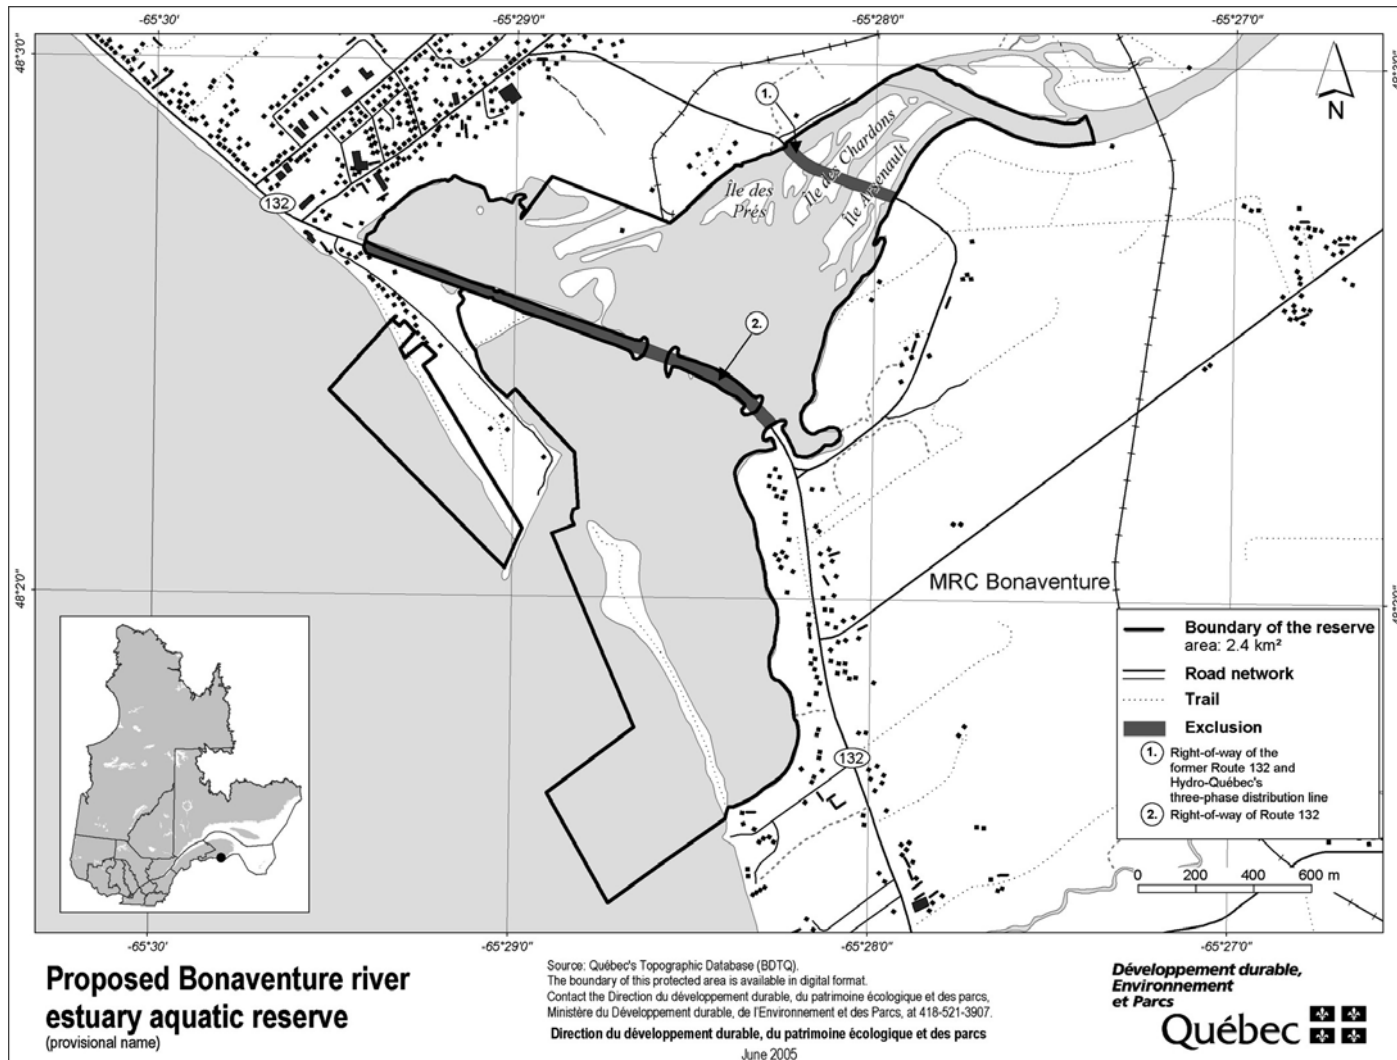 -65°30'
-65°29'0"
-65°28'0"
-65°27'0"
48°3'0"
1.
N
Île des Chardons
Île Arsenault
Île des
Prés
132
2.
MRC Bonaventure
48°2'0"
48°2'0"
Boundary of the reserve
area: 2.4 km²
Road network
Trail
Exclusion
1. Right-of-way of the
former Route 132 and
Hydro-Québec's
three-phase distribution line
2. Right-of-way of Route 132
132
0 200 400 600 m
-65°30'
-65°29'0"
-65°28'0"
-65°27'0"
Proposed Bonaventure river
estuary aquatic reserve
(provisional name)
Source: Québec's Topographic Database (BDTQ).
The boundary of this protected area is available in digital format.
Contact the Direction du développement durable, du patrimoine écologique et des parcs,
Ministère du Développement durable, de l'Environnement et des Parcs, at 418-521-3907.
Direction du développement durable, du patrimoine écologique et des parcs
June 2005
Développement durable,
Environnement
et Parcs
Québec